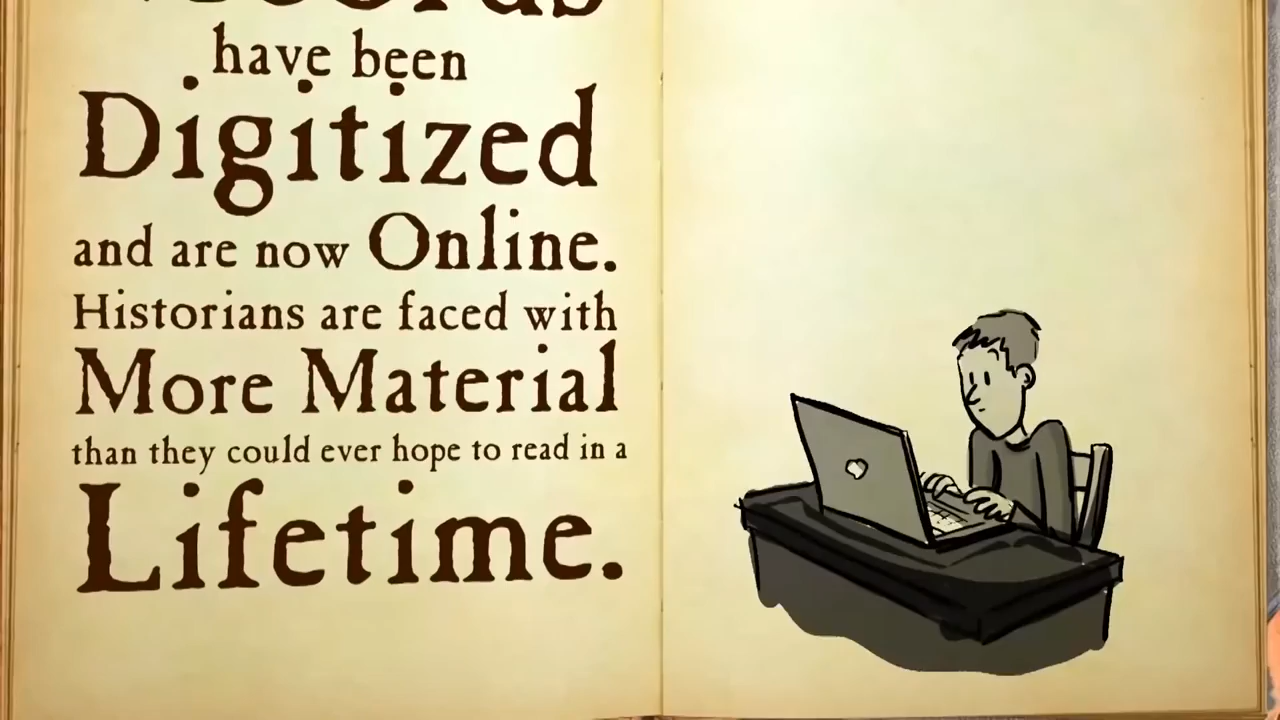 have been
Digitized
and are now Online.
Historians are faced with
More Material
than they could ever hope to read in a
Lifetime.